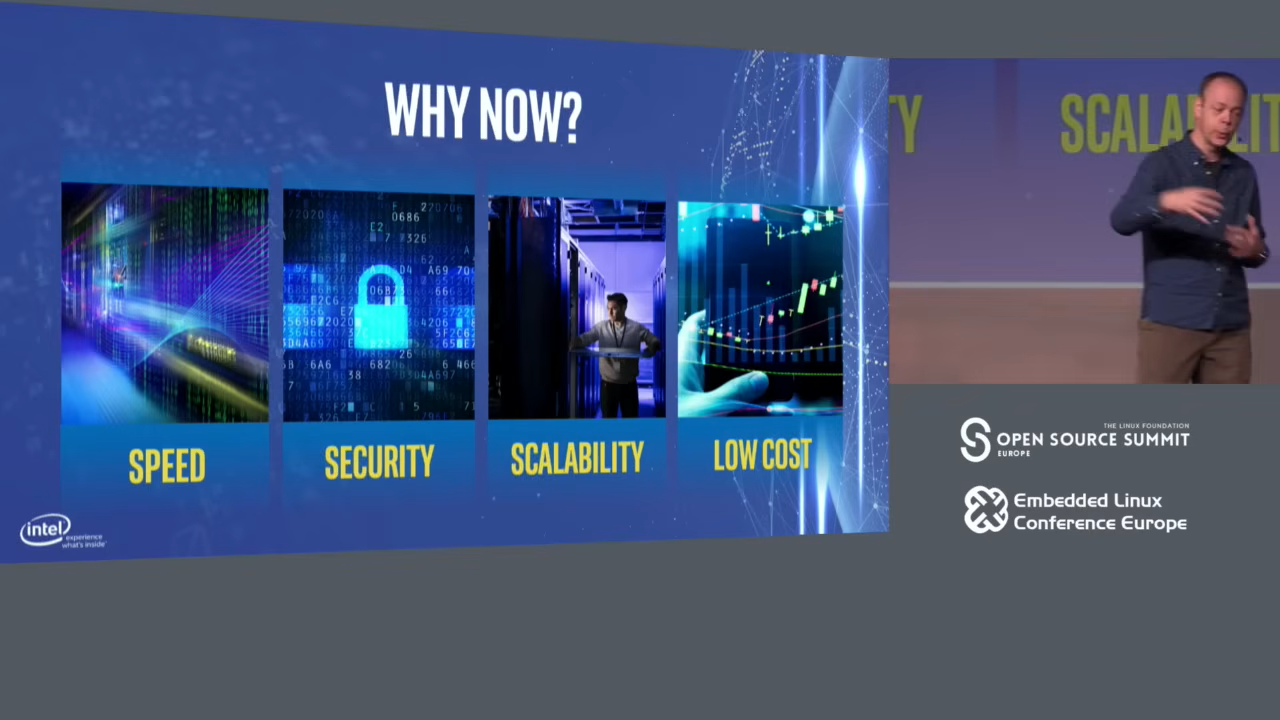 WHY NOW?
SPEED
SECURITY
SCALABILITY
LOW COST
intel
experience
what's inside
TY
THE LINUX FOUNDATION
OPEN SOURCE SUMMIT
EUROPE
Embedded Linux
Conference Europe